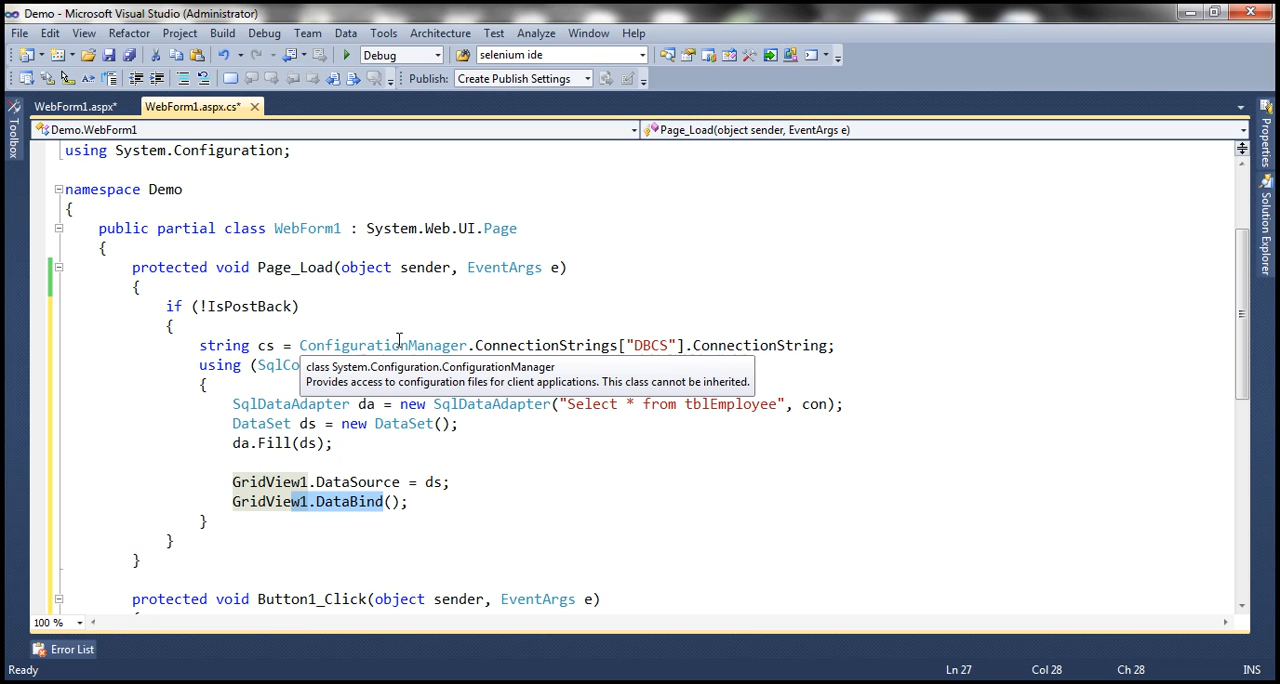 Demo - Microsoft Visual Studio (Administrator)
File Edit View Refactor Project Build Debug Team Data Tools Architecture Test Analyze Window Help
Debug selenium ide
Publish: Create Publish Settings
WebForm1.aspx* WebForm1.aspx.cs*
Demo.WebForm1 Page_Load(object sender, EventArgs e)
Toolbox
Properties
Solution Explorer
using System.Configuration;
namespace Demo
{
public partial class WebForm1 : System.Web.UI.Page
{
protected void Page_Load(object sender, EventArgs e)
{
if (!IsPostBack)
{
string cs = ConfigurationManager.ConnectionStrings["DBCS"].ConnectionString;
using (SqlCo
class System.Configuration.ConfigurationManager
Provides access to configuration files for client applications. This class cannot be inherited.
{
SqlDataAdapter da = new SqlDataAdapter("Select * from tblEmployee", con);
DataSet ds = new DataSet();
da.Fill(ds);
GridView1.DataSource = ds;
GridView1.DataBind();
}
}
}
protected void Button1_Click(object sender, EventArgs e)
100 %
Error List
Ready Ln 27 Col 28 Ch 28 INS